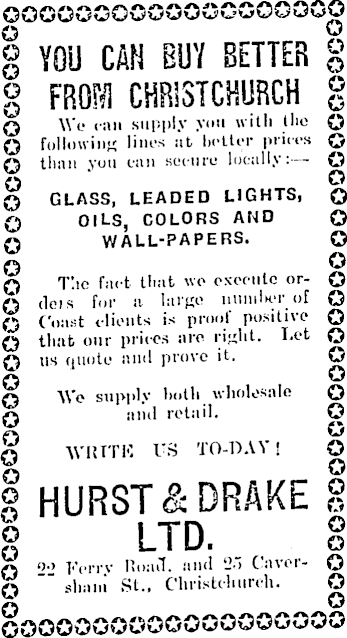 YOU CAN BUY BETTER
FROM CHRISTCHURCH
We can supply you with the
following lines at better prices
than you can secure locally:—
GLASS, LEADED LIGHTS,
OILS, COLORS AND
WALL-PAPERS.
The fact that we execute or-
ders for a large number of
Coast clients is proof positive
that our prices are right. Let
us quote and prove it.
We supply both wholesale
and retail.
WRITE US TO-DAY!
HURST & DRAKE
LTD.
22 Ferry Road, and 25 Caver-
sham St., Christchurch.